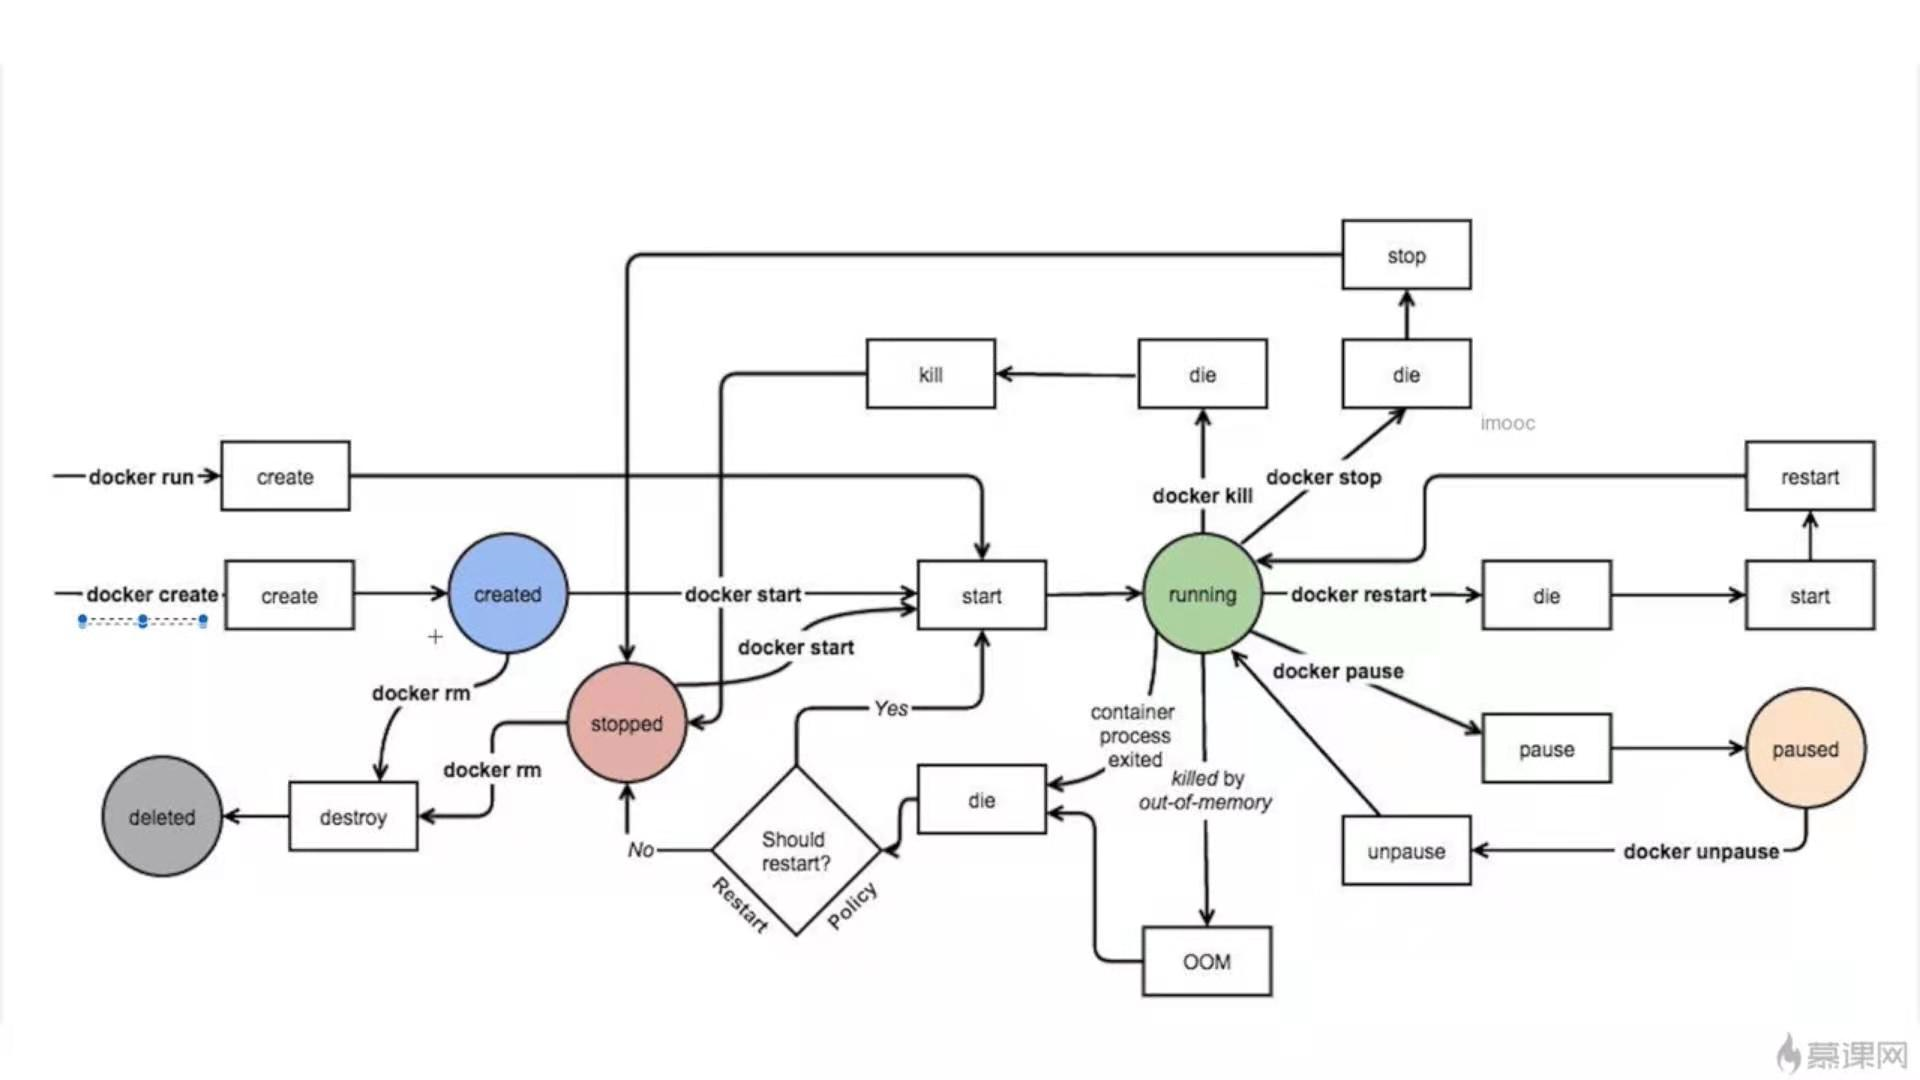 stop
kill
die
die
imooc
docker run
create
docker kill
docker stop
restart
docker create
create
created
docker start
start
running
docker restart
die
start
docker start
docker rm
docker pause
stopped
Yes
container
process
exited
pause
paused
docker rm
killed by
out-of-memory
deleted
destroy
die
Should
restart?
No
Restart
Policy
unpause
docker unpause
OOM
慕课网